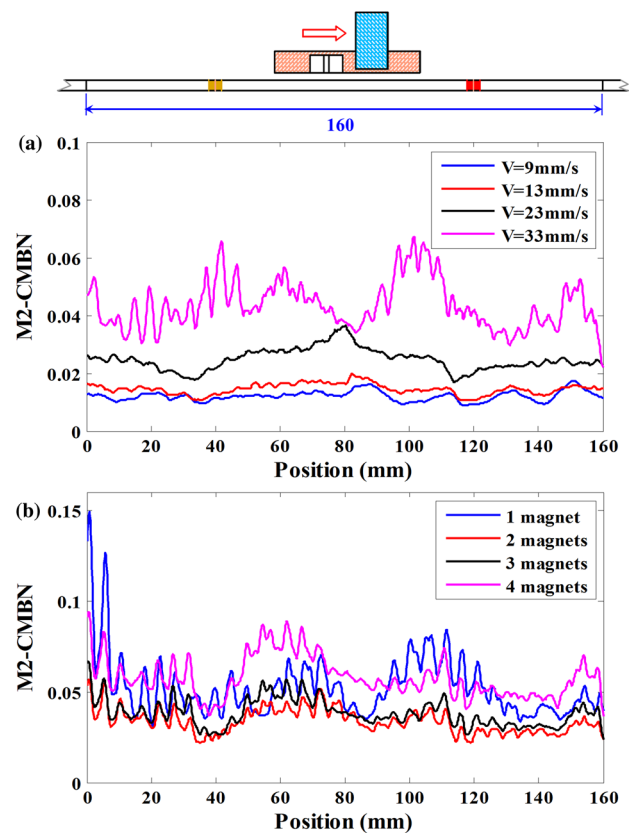 160
(a)
0.1
0.08
0.06
0.04
0.02
0
M2-CMBN
V=9mm/s
V=13mm/s
V=23mm/s
V=33mm/s
0 20 40 60 80 100 120 140 160
Position (mm)
(b)
0.15
0.1
0.05
0
M2-CMBN
1 magnet
2 magnets
3 magnets
4 magnets
0 20 40 60 80 100 120 140 160
Position (mm)